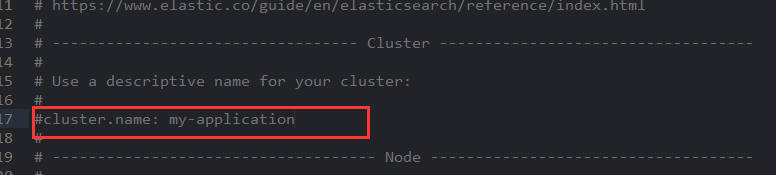 11 # https://www.elastic.co/guide/en/elasticsearch/reference/index.html
12 #
13 # ---------------------------------- Cluster -----------------------------------
14 #
15 # Use a descriptive name for your cluster:
16 #
17 #cluster.name: my-application
18 #
19 # ------------------------------------ Node ------------------------------------